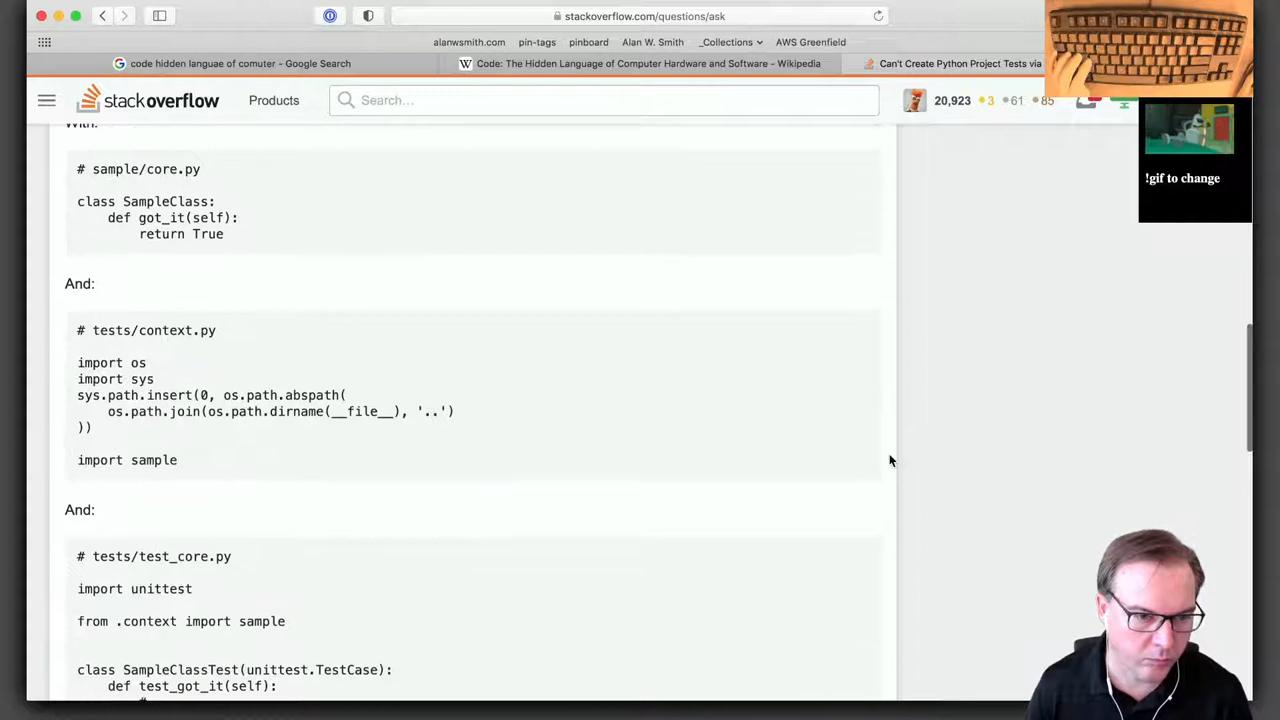 stackoverflow.com/questions/ask
alanwsmith.com pin-tags pinboard Alan W. Smith _Collections AWS Greenfield
code hidden languae of comuter - Google Search
Code: The Hidden Language of Computer Hardware and Software - Wikipedia
Can't Create Python Project Tests via
stackoverflow
Products
Search...
20,923 3 61 85
!gif to change
With:
# sample/core.py
class SampleClass:
    def got_it(self):
        return True
And:
# tests/context.py
import os
import sys
sys.path.insert(0, os.path.abspath(
    os.path.join(os.path.dirname(__file__), '..')
))
import sample
And:
# tests/test_core.py
import unittest
from .context import sample
class SampleClassTest(unittest.TestCase):
    def test_got_it(self):